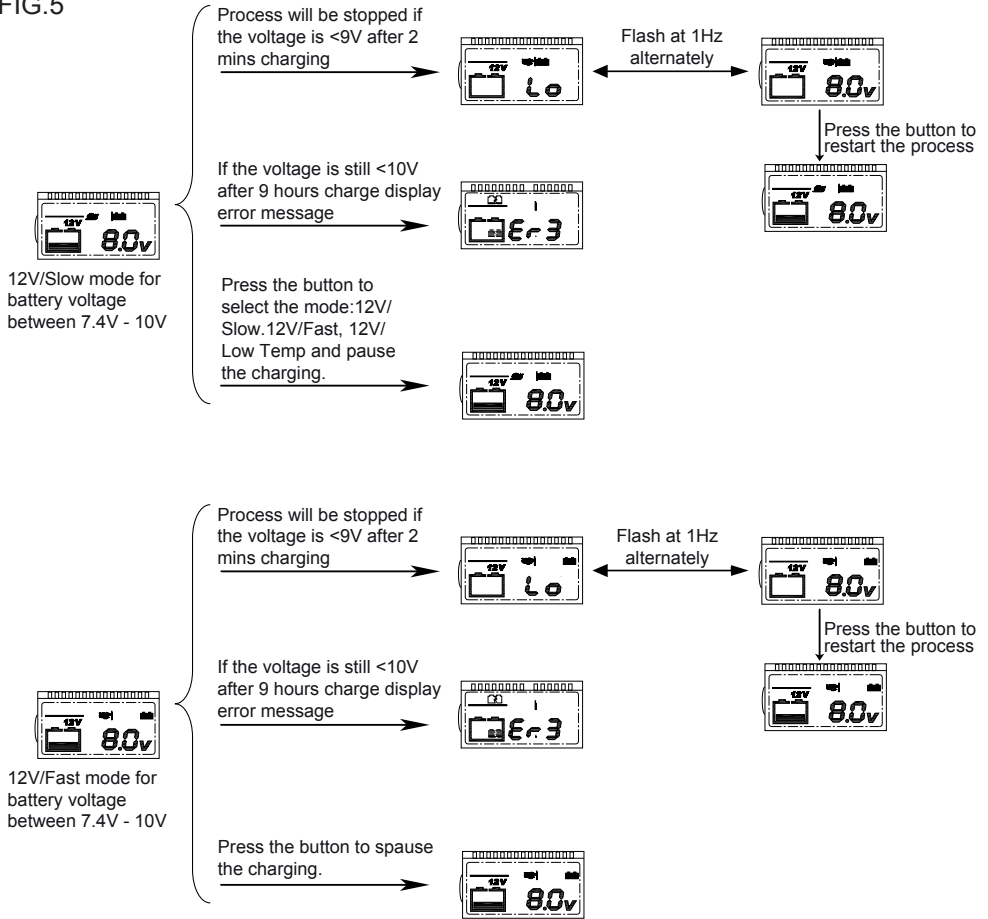 FIG.5
Process will be stopped if
the voltage is <9V after 2
mins charging
12V
Lo
Flash at 1Hz
alternately
12V
8.0v
Press the button to
restart the process
12V
8.0v
If the voltage is still <10V
after 9 hours charge display
error message
Er3
12V
8.0v
12V/Slow mode for
battery voltage
between 7.4V - 10V
Press the button to
select the mode:12V/
Slow.12V/Fast, 12V/
Low Temp and pause
the charging.
12V
8.0v
Process will be stopped if
the voltage is <9V after 2
mins charging
12V
Lo
Flash at 1Hz
alternately
12V
8.0v
Press the button to
restart the process
12V
8.0v
If the voltage is still <10V
after 9 hours charge display
error message
Er3
12V
8.0v
12V/Fast mode for
battery voltage
between 7.4V - 10V
Press the button to spause
the charging.
12V
8.0v